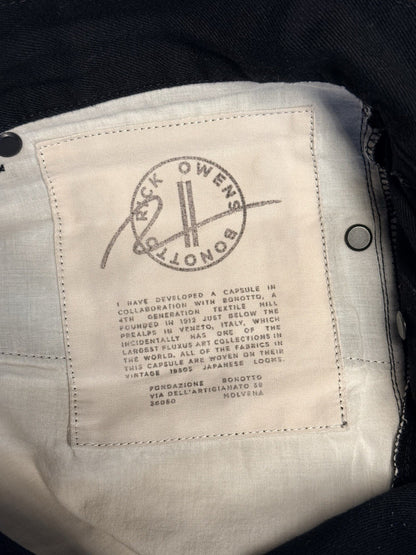 RICK OWENS BONOTTO
I HAVE DEVELOPED A CAPSULE IN
COLLABORATION WITH BONOTTO, A
4TH GENERATION TEXTILE MILL
FOUNDED IN 1912 JUST BELOW THE
PREALPS IN VENETO, ITALY, WHICH
INCIDENTALLY HAS ONE OF THE
LARGEST FLUXUS ART COLLECTIONS IN
THE WORLD. ALL OF THE FABRICS IN
THIS CAPSULE ARE WOVEN ON THEIR
VINTAGE 1950S JAPANESE LOOMS.
FONDAZIONE BONOTTO
VIA DELL'ARTIGIANATO 39
36060 MOLVENA